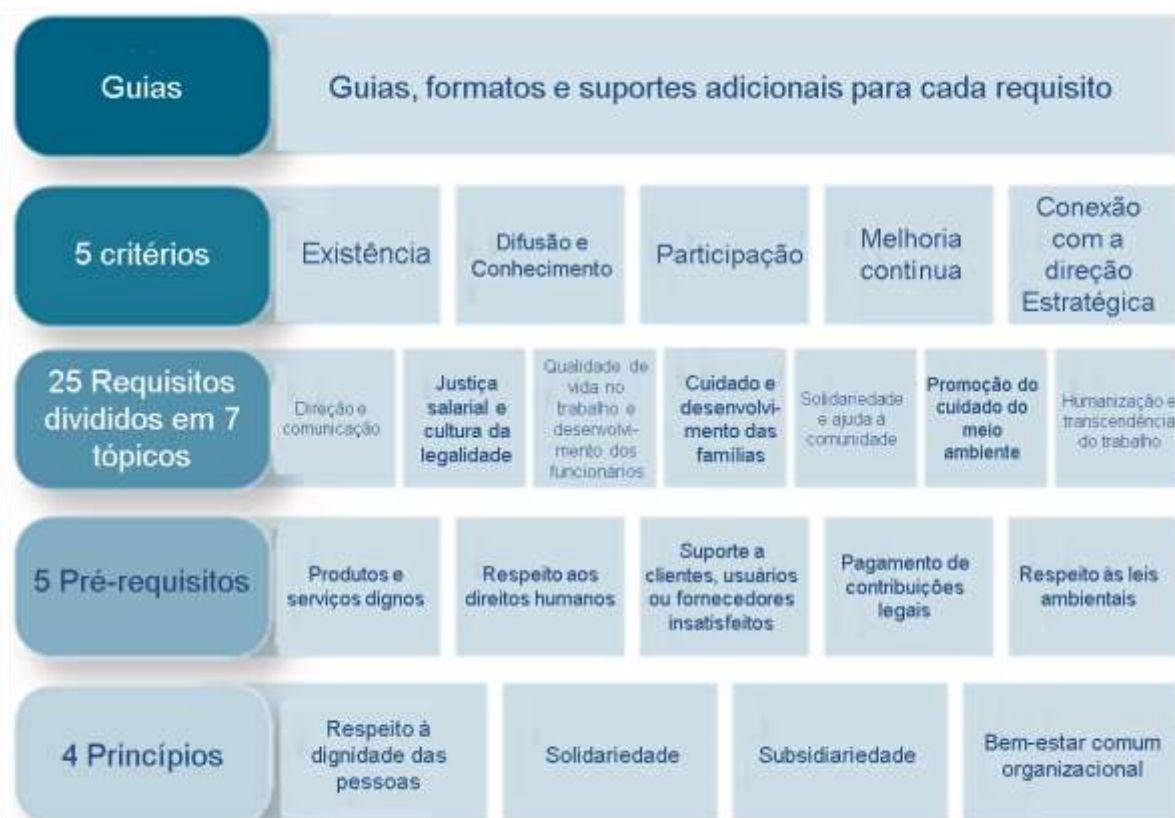 Guias
Guias, formatos e suportes adicionais para cada requisito
5 critérios
Existência
Difusão e
Conhecimento
Participação
Melhoria
contínua
Conexão
com a
direção
Estratégica
25 Requisitos
divididos em 7
tópicos
Direção e
comunicação
Justiça
salarial e
cultura da
legalidade
Qualidade de
vida no
trabalho e
desenvolvi-
mento dos
funcionários
Cuidado e
desenvolvi-
mento das
famílias
Solidariedade
e ajuda à
comunidade
Promoção do
cuidado do
meio
ambiente
Humanização e
transcendência
do trabalho
5 Pré-requisitos
Produtos e
serviços dignos
Respeito aos
direitos humanos
Suporte a
clientes, usuários
ou fornecedores
insatisfeitos
Pagamento de
contribuições
legais
Respeito às leis
ambientais
4 Princípios
Respeito à
dignidade das
pessoas
Solidariedade
Subsidiariedade
Bem-estar comum
organizacional